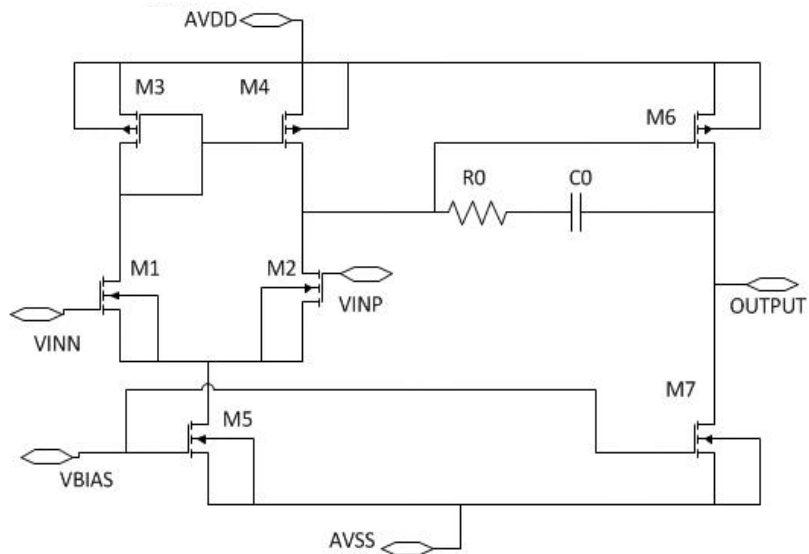 AVDD
M3
M4
M6
R0
C0
M1
M2
VINP
VINN
OUTPUT
M5
M7
VBIAS
AVSS